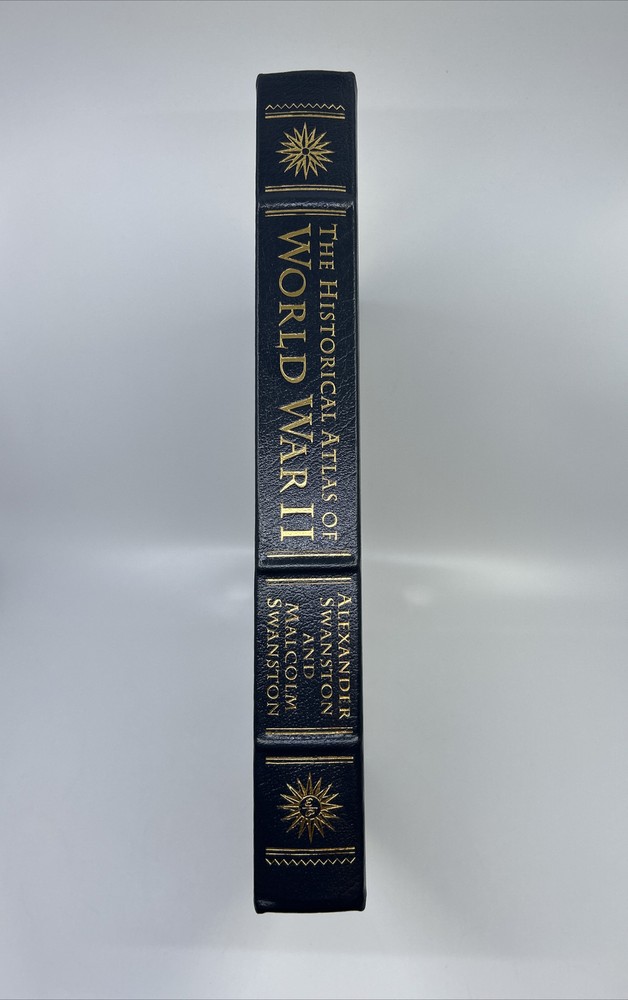 THE HISTORICAL ATLAS OF
WORLD WAR II
ALEXANDER
SWANSTON
AND
MALCOLM
SWANSTON